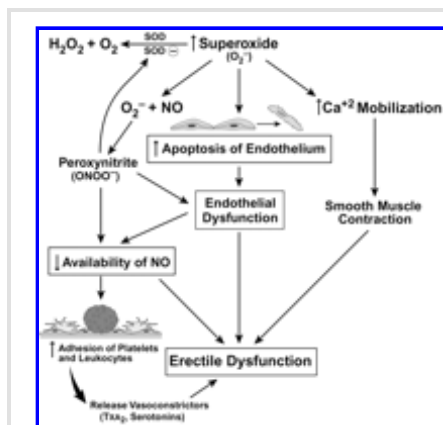 H₂O₂ + O₂ SOD ↑ Superoxide
SOD ⊖ (O₂⁻)
O₂⁻ + NO
↑Ca⁺² Mobilization
↑ Apoptosis of Endothelium
Peroxynitrite
(ONOO⁻)
Endothelial
Dysfunction
Smooth Muscle
Contraction
↓ Availability of NO
↑ Adhesion of Platelets
and Leukocytes
Erectile Dysfunction
Release Vasoconstrictors
(TXA₂, Serotonins)